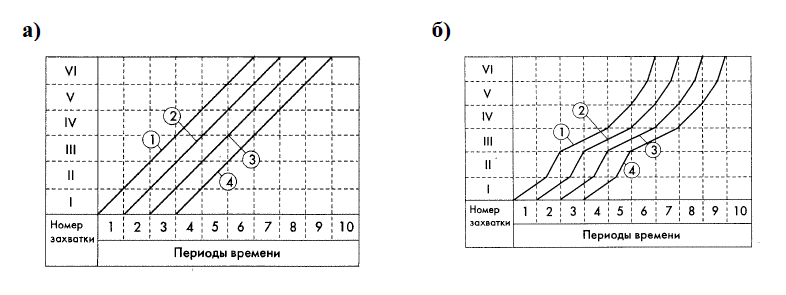 а)
VI
V
IV
III
II
I
1
2
3
4
Номер захватки
1 2 3 4 5 6 7 8 9 10
Периоды времени
б)
VI
V
IV
III
II
I
1
2
3
4
Номер захватки
1 2 3 4 5 6 7 8 9 10
Периоды времени